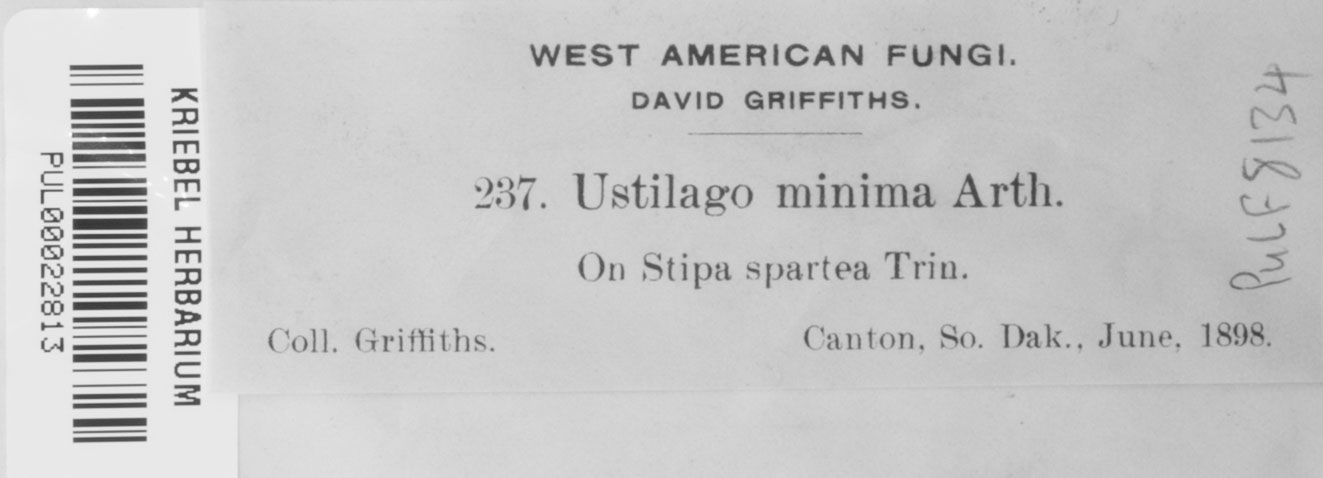 KRIEBEL HERBARIUM
PUL00022813
WEST AMERICAN FUNGI.
DAVID GRIFFITHS.
237. Ustilago minima Arth.
On Stipa spartea Trin.
Coll. Griffiths.
Canton, So. Dak., June, 1898.
PULF8134